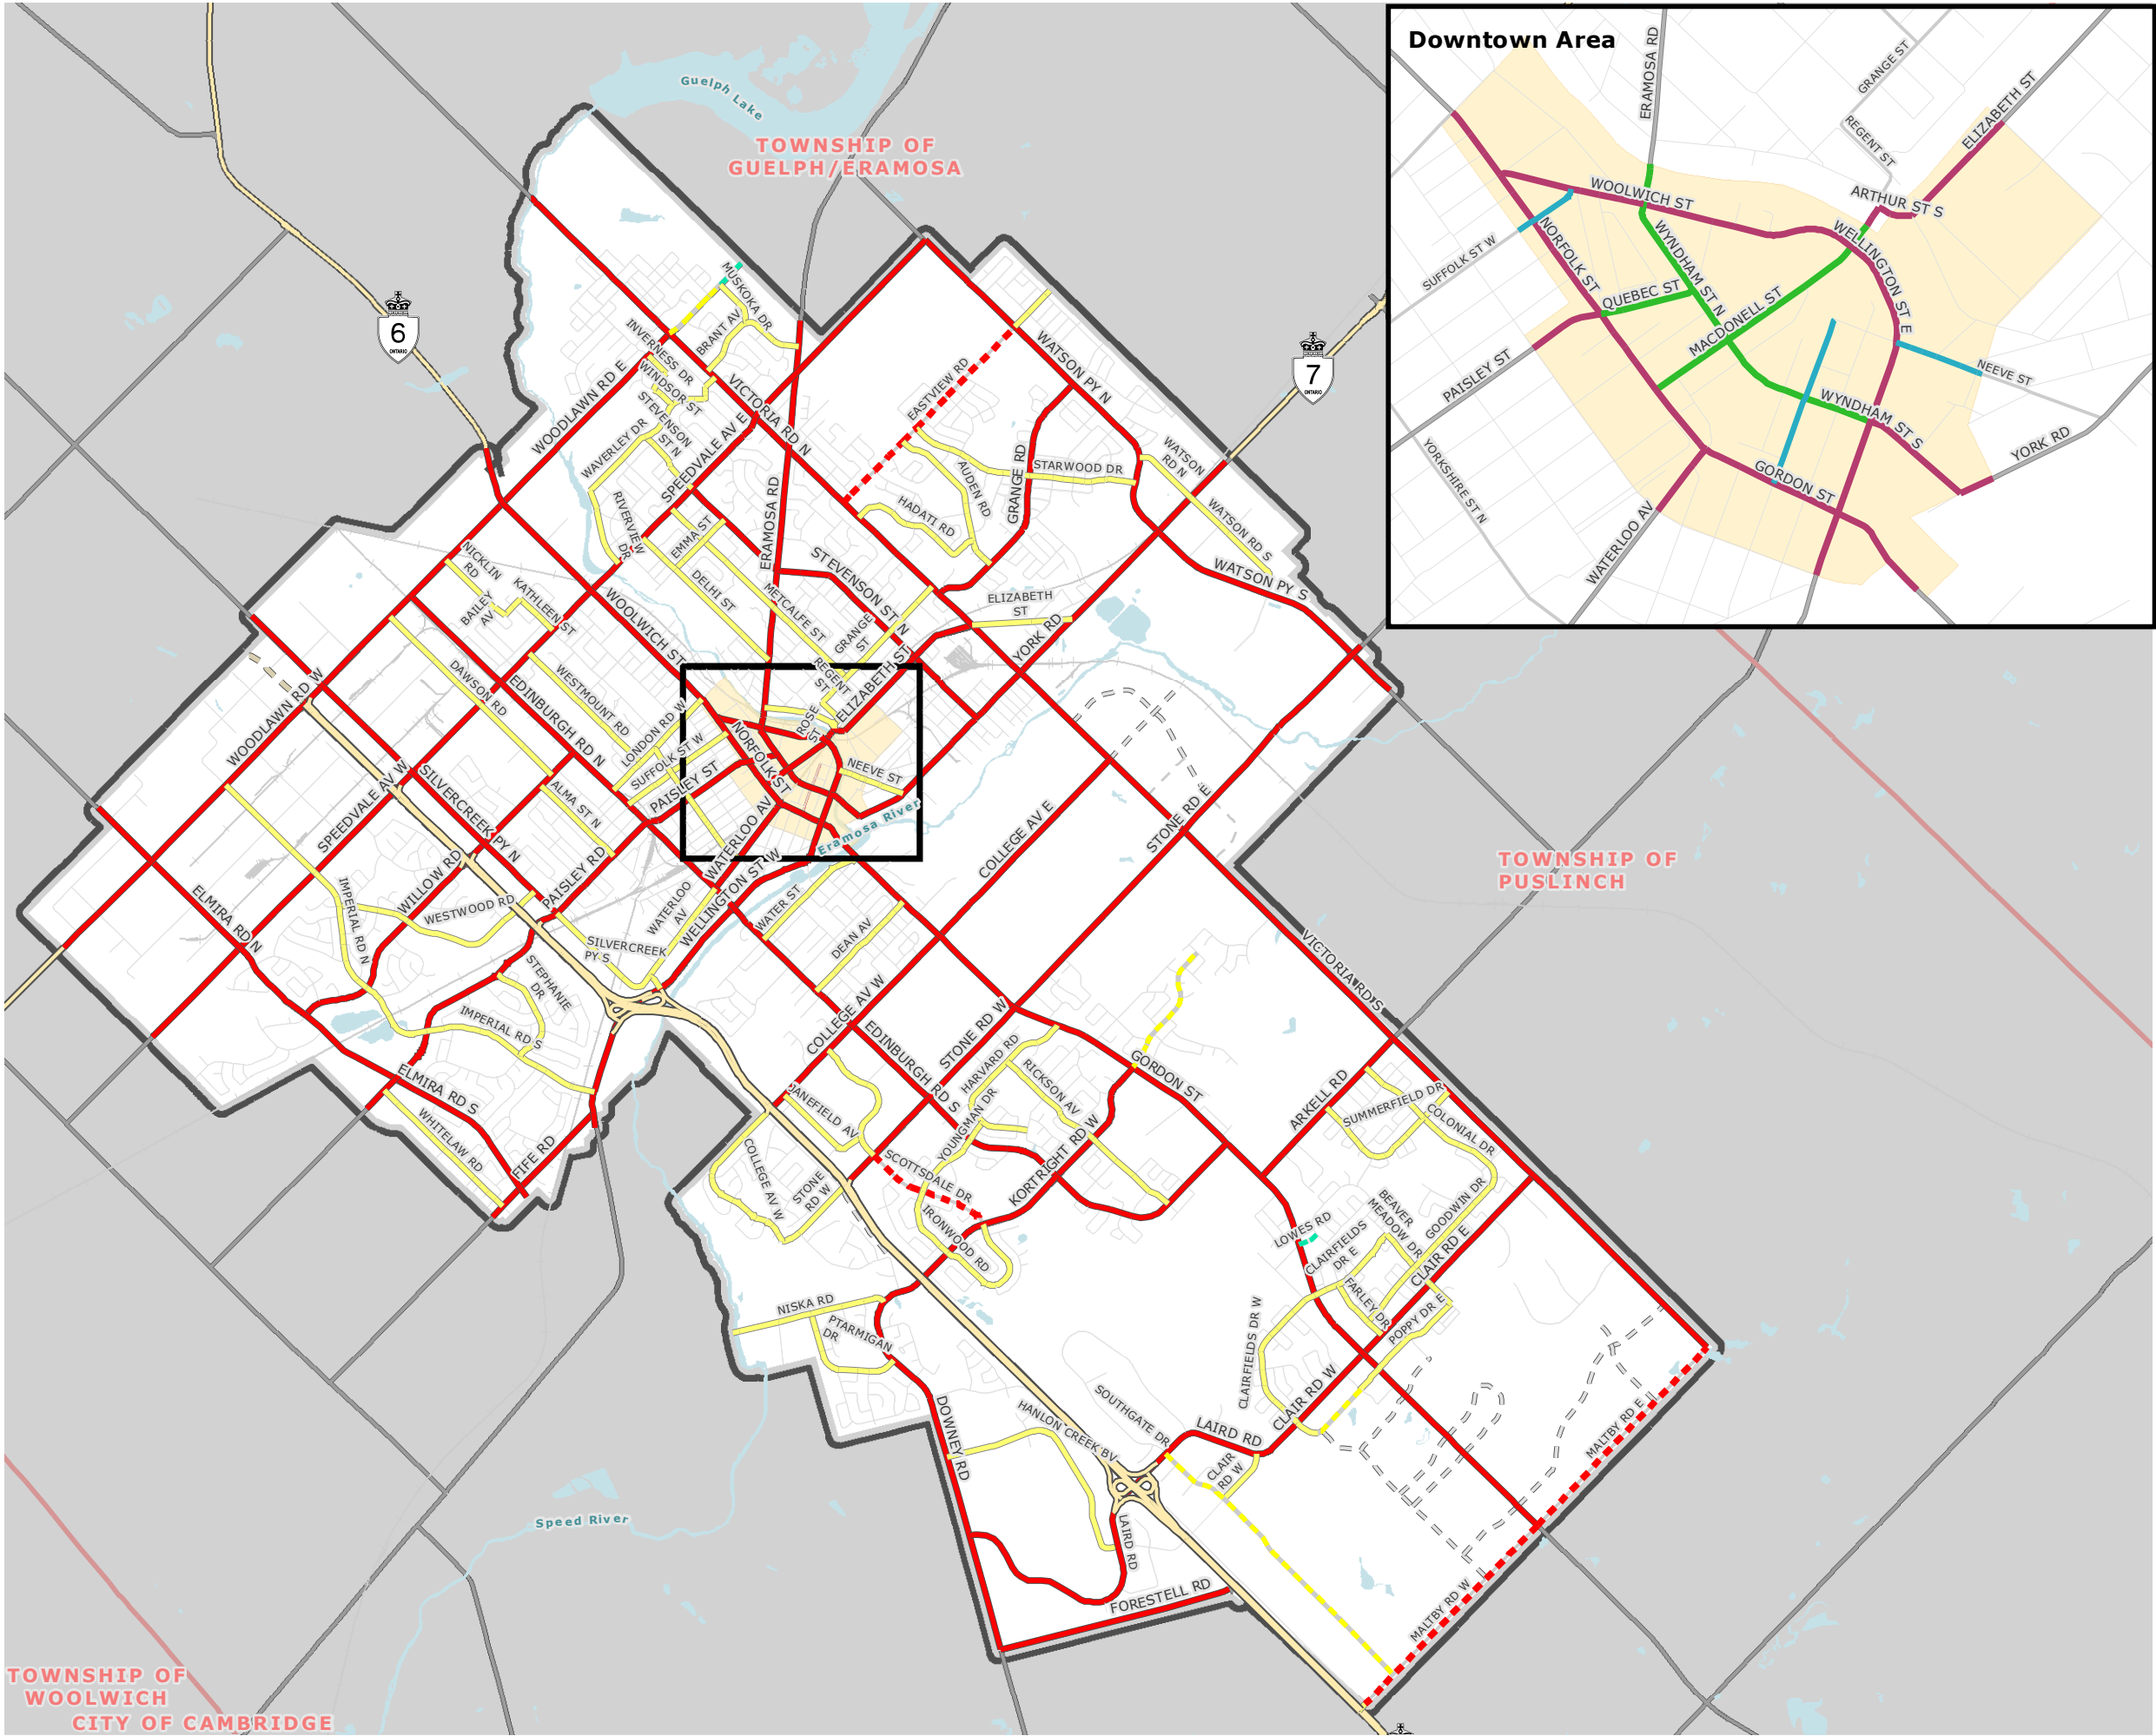 Downtown Area
ERAMOSA RD
GRANGE ST
ELIZABETH ST
REGENT ST
ARTHUR ST S
WOOLWICH ST
SUFFOLK ST W
NORFOLK ST
WYNDHAM ST N
WELLINGTON ST E
QUEBEC ST
MACDONELL ST
PAISLEY ST
NEEVE ST
WYNDHAM ST S
YORK RD
YORKSHIRE ST N
GORDON ST
WATERLOO AV
Guelph Lake
TOWNSHIP OF
GUELPH/ERAMOSA
6
ONTARIO
7
ONTARIO
MUSKOKA DR
BRANT AV
INVERNESS DR
WINDSOR ST
WOODLAWN RD E
STEVENSON
ST N
VICTORIA RD N
WAVERLEY DR
SPEEDVALE AV E
EASTVIEW RD
WATSON PY N
WATSON
RD N
STARWOOD DR
AUDEN RD
GRANGE RD
HADATI RD
WATSON RD S
WATSON PY S
RIVERVIEW
DR
EMMA ST
ERAMOSA RD
DELHI ST
STEVENSON ST N
METCALFE ST
GRANGE
ST
ELIZABETH
ST
YORK RD
NICKLIN
RD
BAILEY
AV
KATHLEEN ST
WOOLWICH ST
REGENT
ST
ELIZABETH ST
ROSE
ST
WESTMOUNT RD
DAWSON RD
EDINBURGH RD N
LONDON RD W
SUFFOLK ST W
PAISLEY ST
NORFOLK ST
NEEVE ST
WATERLOO AV
Eramosa River
WOODLAWN RD W
SPEEDVALE AV W
SILVERCREEK PY N
ALMA ST N
WILLOW RD
PAISLEY RD
WESTWOOD RD
IMPERIAL RD N
ELMIRA RD N
WATERLOO
AV
WELLINGTON ST W
WATER ST
DEAN AV
SILVERCREEK
PY S
STEPHANIE
DR
IMPERIAL RD S
ELMIRA RD S
WHITELAW RD
FIFE RD
COLLEGE AV E
STONE RD E
TOWNSHIP OF
PUSLINCH
VICTORIA RD S
COLLEGE AV W
EDINBURGH RD S
STONE RD W
HARVARD RD
RICKSON AV
GORDON ST
JANEFIELD AV
YOUNGMAN DR
COLLEGE AV W
STONE
RD W
SCOTTSDALE DR
KORTRIGHT RD W
IRONWOOD RD
ARKELL RD
SUMMERFIELD DR
COLONIAL DR
GOODWIN DR
BEAVER
MEADOW DR
LOWES RD
CLAIRFIELDS
DR E
CLAIR RD E
FARLEY DR
POPPY DR E
CLAIRFIELDS DR W
CLAIR RD W
NISKA RD
PTARMIGAN
DR
DOWNEY RD
HANLON CREEK BV
SOUTHGATE DR
LAIRD RD
CLAIR
RD W
LAIRD RD
FORESTELL RD
MALTBY RD E
MALTBY RD W
Speed River
TOWNSHIP OF
WOOLWICH
CITY OF CAMBRIDGE